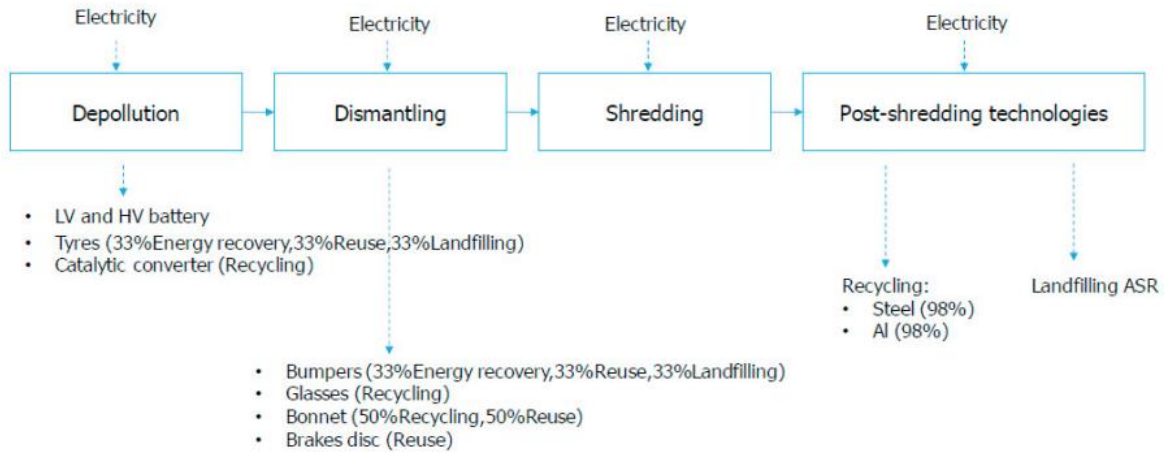 Electricity
Electricity
Electricity
Electricity
Depollution
Dismantling
Shredding
Post-shredding technologies
• LV and HV battery
• Tyres (33%Energy recovery,33%Reuse,33%Landfilling)
• Catalytic converter (Recycling)
Recycling:
• Steel (98%)
• Al (98%)
Landfilling ASR
• Bumpers (33%Energy recovery,33%Reuse,33%Landfilling)
• Glasses (Recycling)
• Bonnet (50%Recycling,50%Reuse)
• Brakes disc (Reuse)